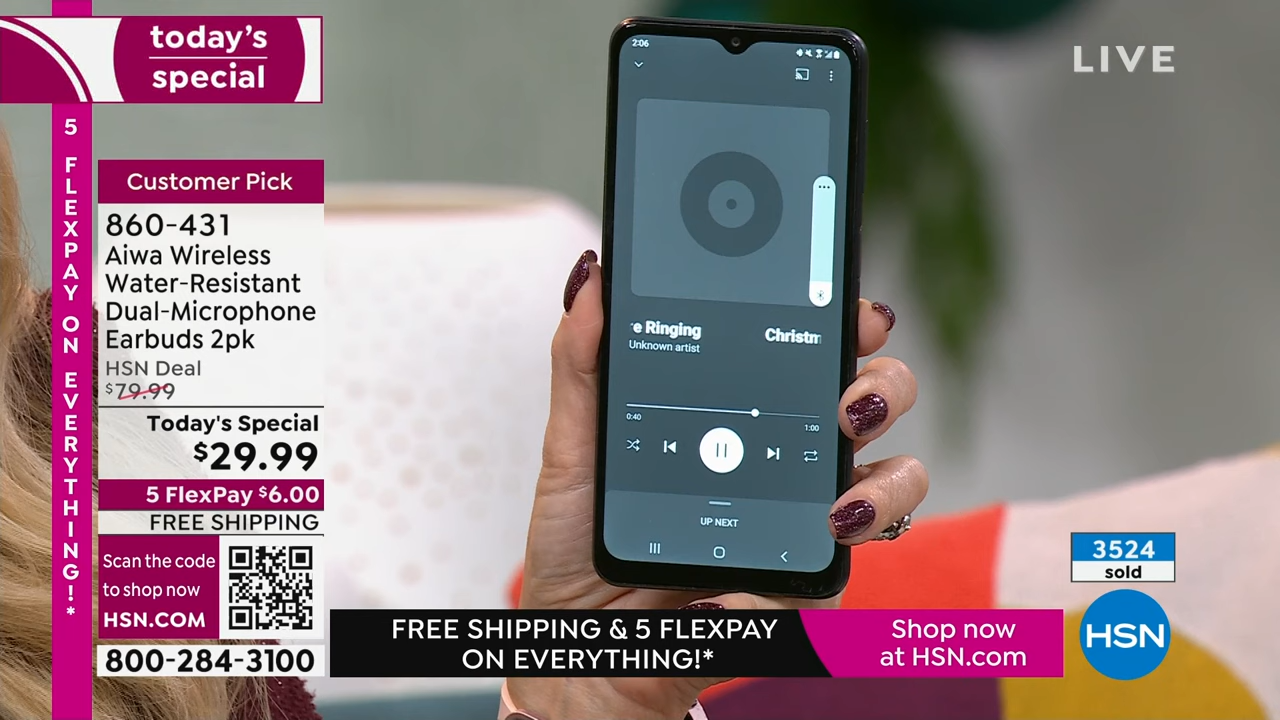 today's
special
5 FLEXPAY ON EVERYTHING!*
Customer Pick
860-431
Aiwa Wireless
Water-Resistant
Dual-Microphone
Earbuds 2pk
HSN Deal
$79.99
Today's Special
$29.99
5 FlexPay $6.00
FREE SHIPPING
Scan the code
to shop now
HSN.COM
800-284-3100
2:06
e Ringing Christm
Unknown artist
0:40 1:00
UP NEXT
LIVE
3524
sold
HSN
FREE SHIPPING & 5 FLEXPAY
ON EVERYTHING!*
Shop now
at HSN.com